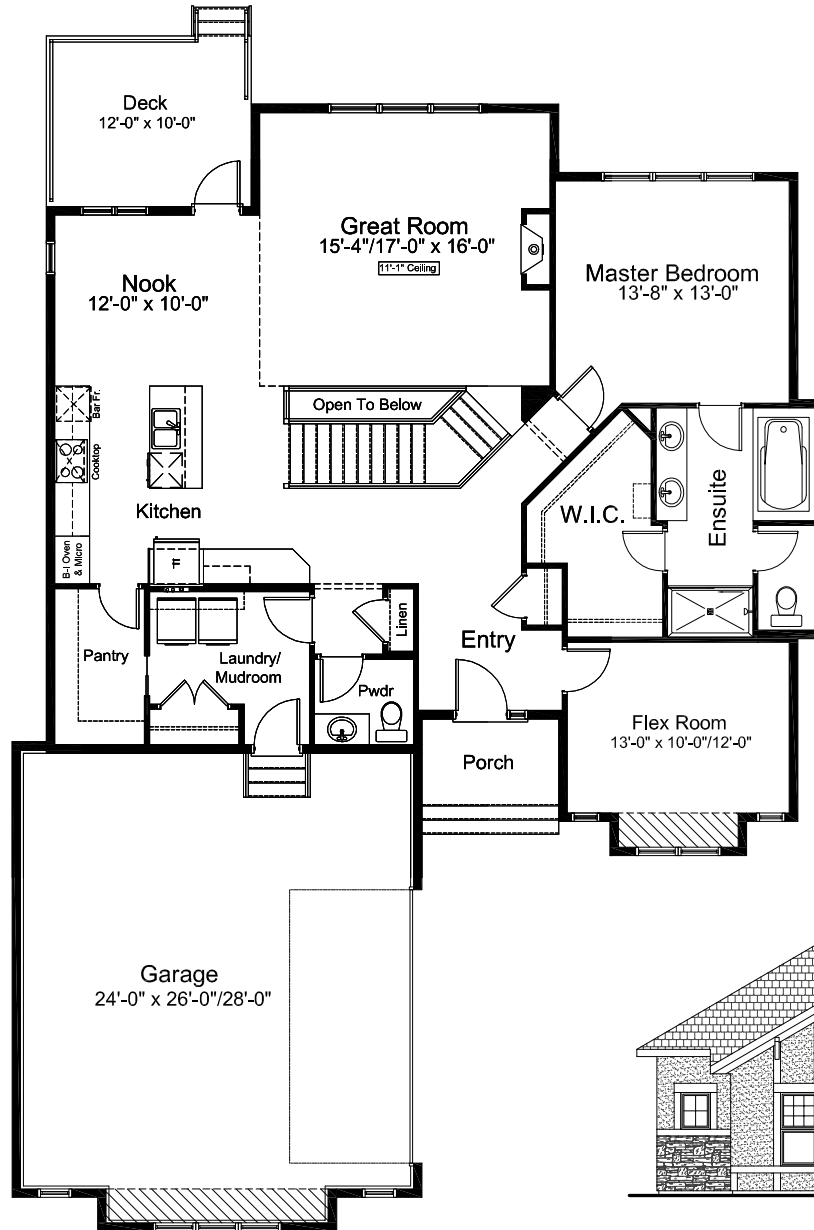 Deck
12'-0" x 10'-0"
Great Room
15'-4"/17'-0" x 16'-0"
11'-1" Ceiling
Nook
12'-0" x 10'-0"
Master Bedroom
13'-8" x 13'-0"
Bar Fr.
Open To Below
Cooktop
Kitchen
W.I.C.
Ensuite
B-I Oven
& Micro
Linen
Entry
Pantry
Laundry/
Mudroom
Pwdr
Flex Room
13'-0" x 10'-0"/12'-0"
Porch
Garage
24'-0" x 26'-0"/28'-0"